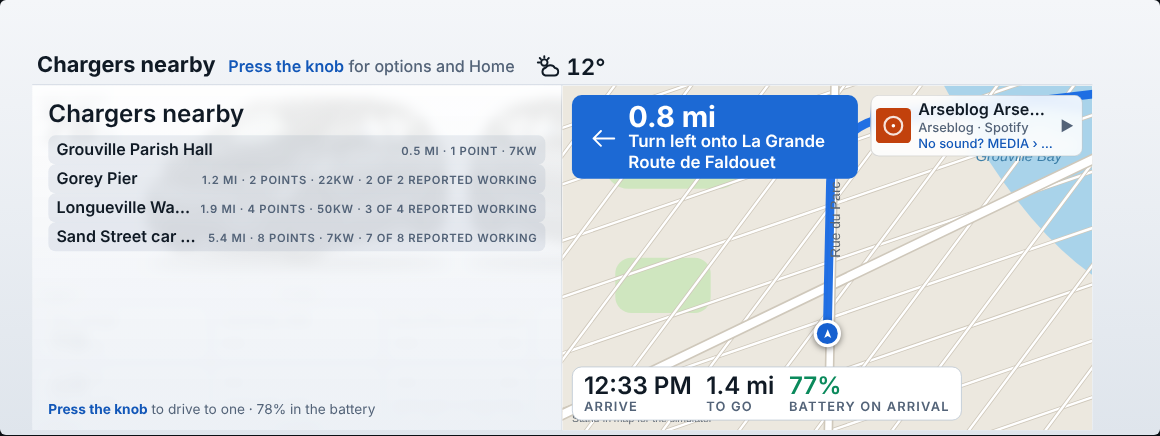 Chargers nearby Press the knob for options and Home 12°
Chargers nearby
Grouville Parish Hall 0.5 MI · 1 POINT · 7KW
Gorey Pier 1.2 MI · 2 POINTS · 22KW · 2 OF 2 REPORTED WORKING
Longueville Wa... 1.9 MI · 4 POINTS · 50KW · 3 OF 4 REPORTED WORKING
Sand Street car ... 5.4 MI · 8 POINTS · 7KW · 7 OF 8 REPORTED WORKING
Press the knob to drive to one · 78% in the battery
0.8 mi
Turn left onto La Grande
Route de Faldouet
Arseblog Arse...
Arseblog · Spotify
No sound? MEDIA › ...
Grouville Bay
Rue du Parc
12:33 PM 1.4 mi 77%
ARRIVE TO GO BATTERY ON ARRIVAL